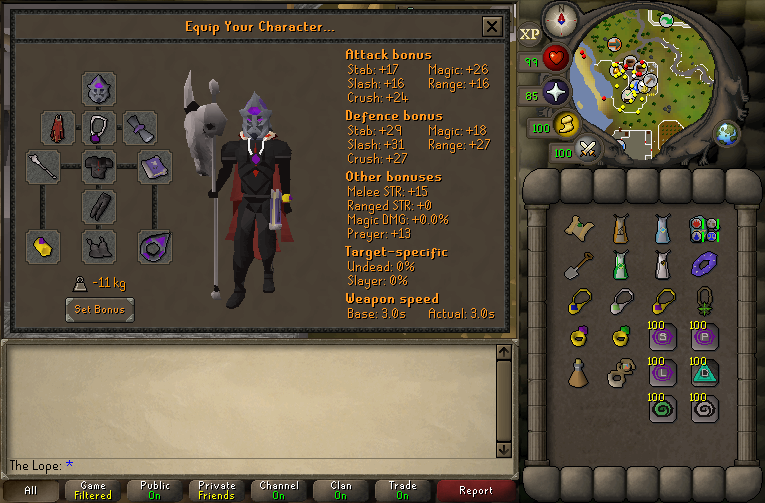 Equip Your Character...
Attack bonus
Stab: +17 Magic: +26
Slash: +16 Range: +16
Crush: +24
Defence bonus
Stab: +29 Magic: +18
Slash: +31 Range: +27
Crush: +27
Other bonuses
Melee STR: +15
Ranged STR: +0
Magic DMG: +0.0%
Prayer: +13
Target-specific
Undead: 0%
Slayer: 0%
Weapon speed
Base: 3.0s Actual: 3.0s
-11 kg
Set Bonus
XP
99
85
100
100
100 100
S P
100 100
L
100 100
The Lope: *
All
Game
Filtered
Public
On
Private
Friends
Channel
On
Clan
On
Trade
On
Report